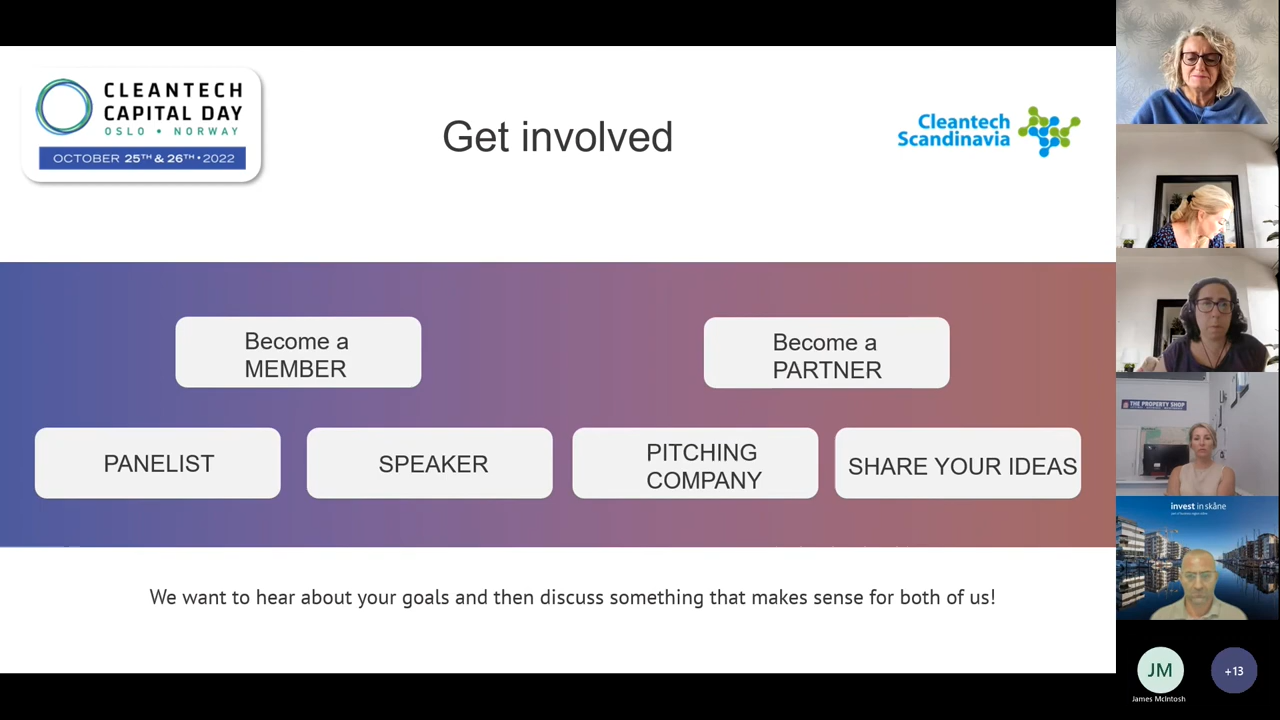 CLEANTECH
CAPITAL DAY
OSLO • NORWAY
OCTOBER 25TH & 26TH • 2022
Get involved
Cleantech
Scandinavia
Become a
MEMBER
Become a
PARTNER
PANELIST
SPEAKER
PITCHING
COMPANY
SHARE YOUR IDEAS
We want to hear about your goals and then discuss something that makes sense for both of us!
THE PROPERTY SHOP
invest in skåne
JM
James McIntosh
+13